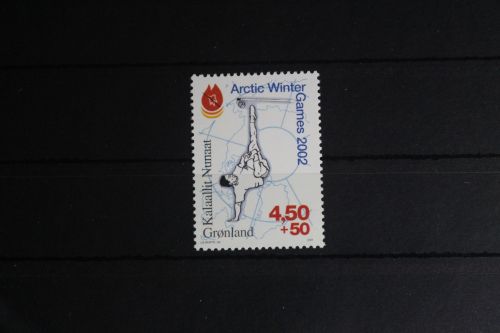 Arctic Winter
Games 2002
Kalaallit Nunaat
4,50
+50
Grønland